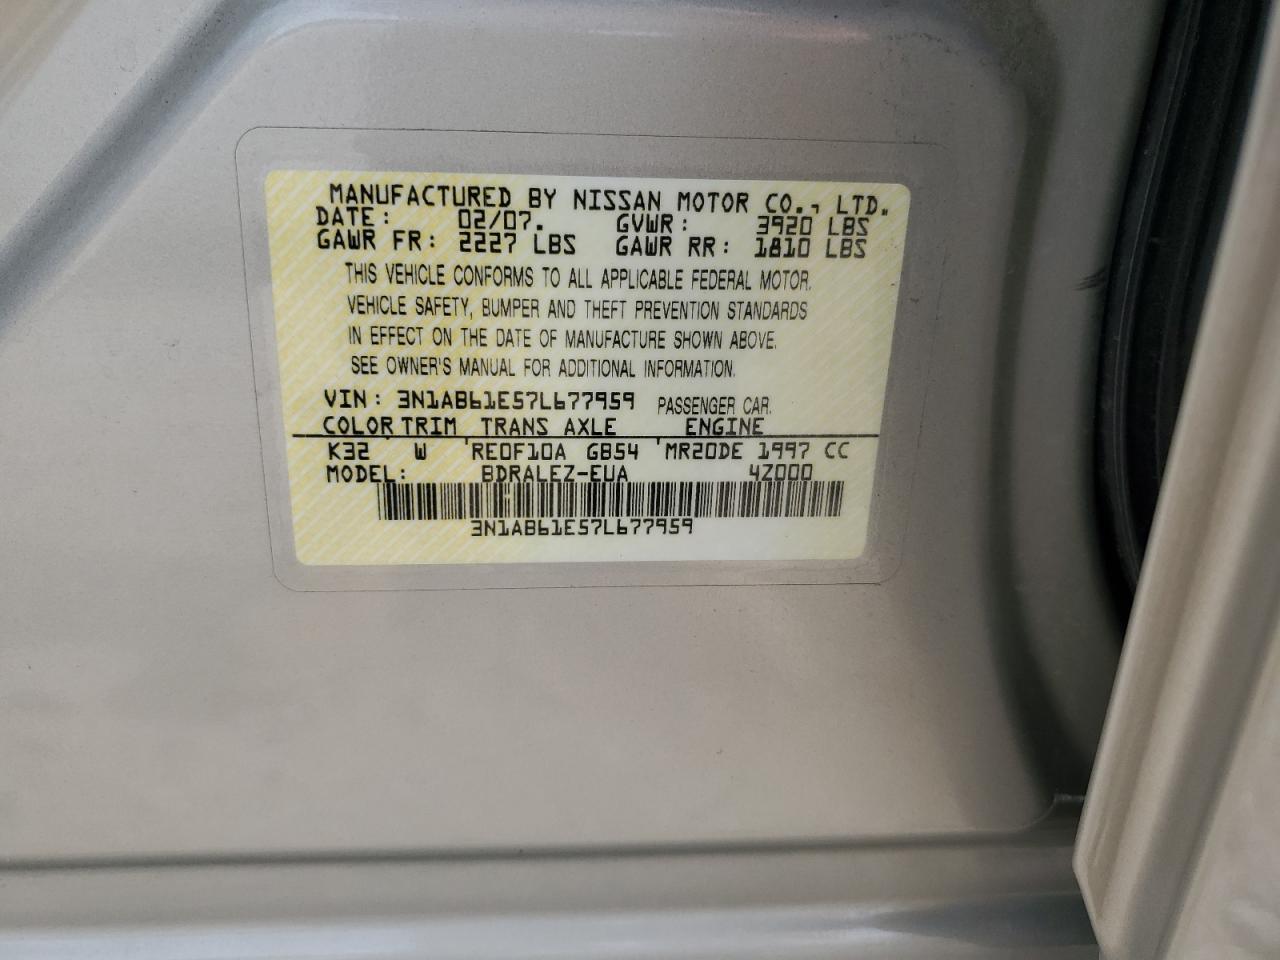 MANUFACTURED BY NISSAN MOTOR CO., LTD.
DATE: 02/07. GVWR: 3920 LBS
GAWR FR: 2227 LBS GAWR RR: 1810 LBS
THIS VEHICLE CONFORMS TO ALL APPLICABLE FEDERAL MOTOR.
VEHICLE SAFETY, BUMPER AND THEFT PREVENTION STANDARDS
IN EFFECT ON THE DATE OF MANUFACTURE SHOWN ABOVE.
SEE OWNER'S MANUAL FOR ADDITIONAL INFORMATION.
VIN: 3N1AB61E57L677959 PASSENGER CAR.
COLOR TRIM TRANS AXLE ENGINE
K32 W RE0F10A GB54 MR20DE 1997 CC
MODEL: BDRALEZ-EUA 4Z000
3N1AB61E57L677959